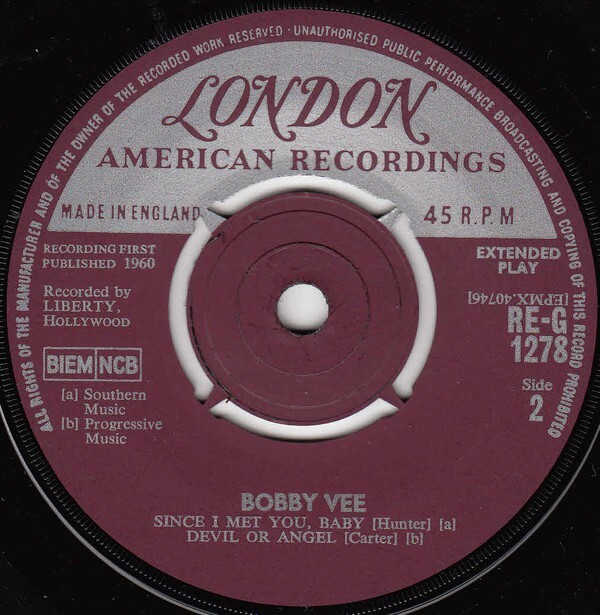 ALL RIGHTS OF THE MANUFACTURER AND OF THE OWNER OF THE RECORDED WORK RESERVED · UNAUTHORISED PUBLIC PERFORMANCE BROADCASTING AND COPYING OF THIS RECORD PROHIBITED
LONDON
AMERICAN RECORDINGS
MADE IN ENGLAND
45 R.P.M
RECORDING FIRST
PUBLISHED 1960
Recorded by
LIBERTY,
HOLLYWOOD
BIEM NCB
[a] Southern
Music
[b] Progressive
Music
EXTENDED
PLAY
[EPMX.40746]
RE-G
1278
Side
2
BOBBY VEE
SINCE I MET YOU, BABY [Hunter] [a]
DEVIL OR ANGEL [Carter] [b]